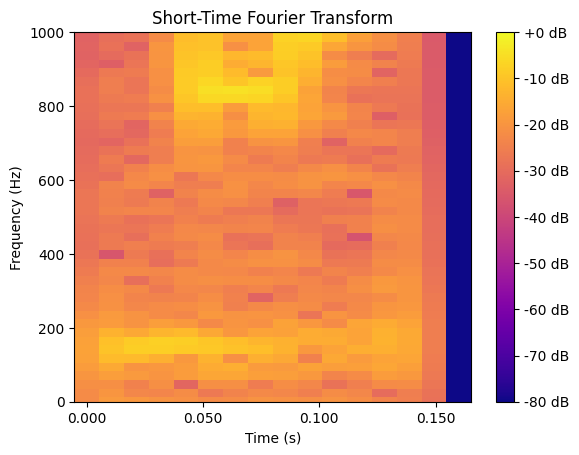 Short-Time Fourier Transform
Frequency (Hz)
1000
800
600
400
200
0
0.000
0.050
0.100
0.150
Time (s)
+0 dB
-10 dB
-20 dB
-30 dB
-40 dB
-50 dB
-60 dB
-70 dB
-80 dB